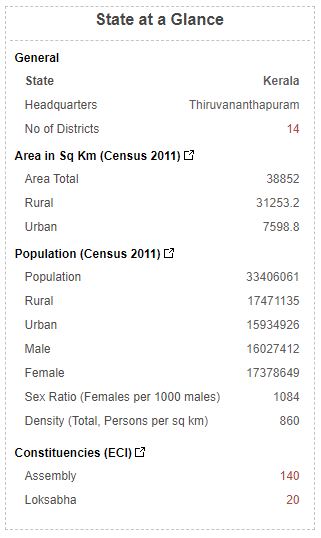 State at a Glance
General
State Kerala
Headquarters Thiruvananthapuram
No of Districts 14
Area in Sq Km (Census 2011)
Area Total 38852
Rural 31253.2
Urban 7598.8
Population (Census 2011)
Population 33406061
Rural 17471135
Urban 15934926
Male 16027412
Female 17378649
Sex Ratio (Females per 1000 males) 1084
Density (Total, Persons per sq km) 860
Constituencies (ECI)
Assembly 140
Loksabha 20